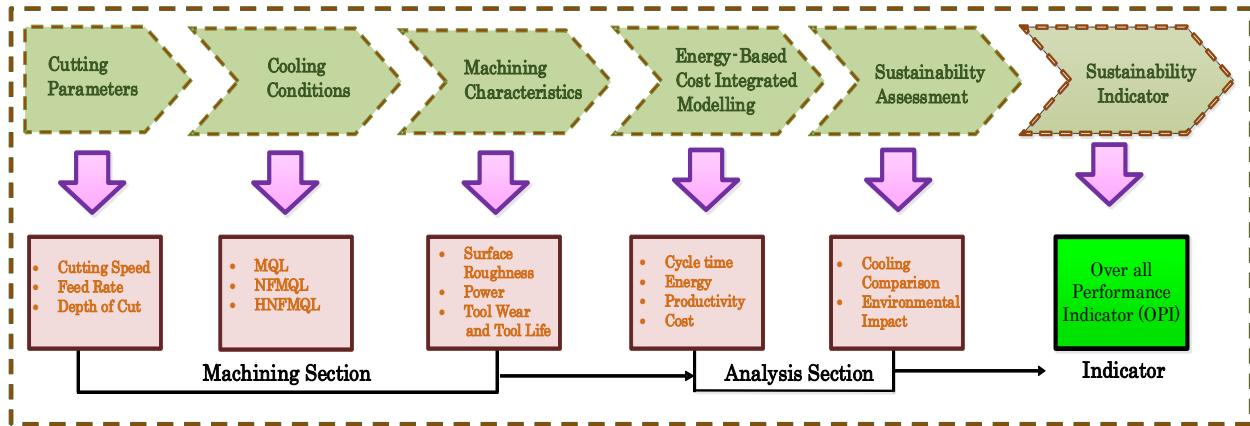 Cutting
Parameters
Cooling
Conditions
Machining
Characteristics
Energy-Based
Cost Integrated
Modelling
Sustainability
Assessment
Sustainability
Indicator
• Cutting Speed
• Feed Rate
• Depth of Cut
• MQL
• NFMQL
• HNFMQL
• Surface
Roughness
• Power
• Tool Wear
and Tool Life
• Cycle time
• Energy
• Productivity
• Cost
• Cooling
Comparison
• Environmental
Impact
Over all
Performance
Indicator (OPI)
Machining Section
Analysis Section
Indicator